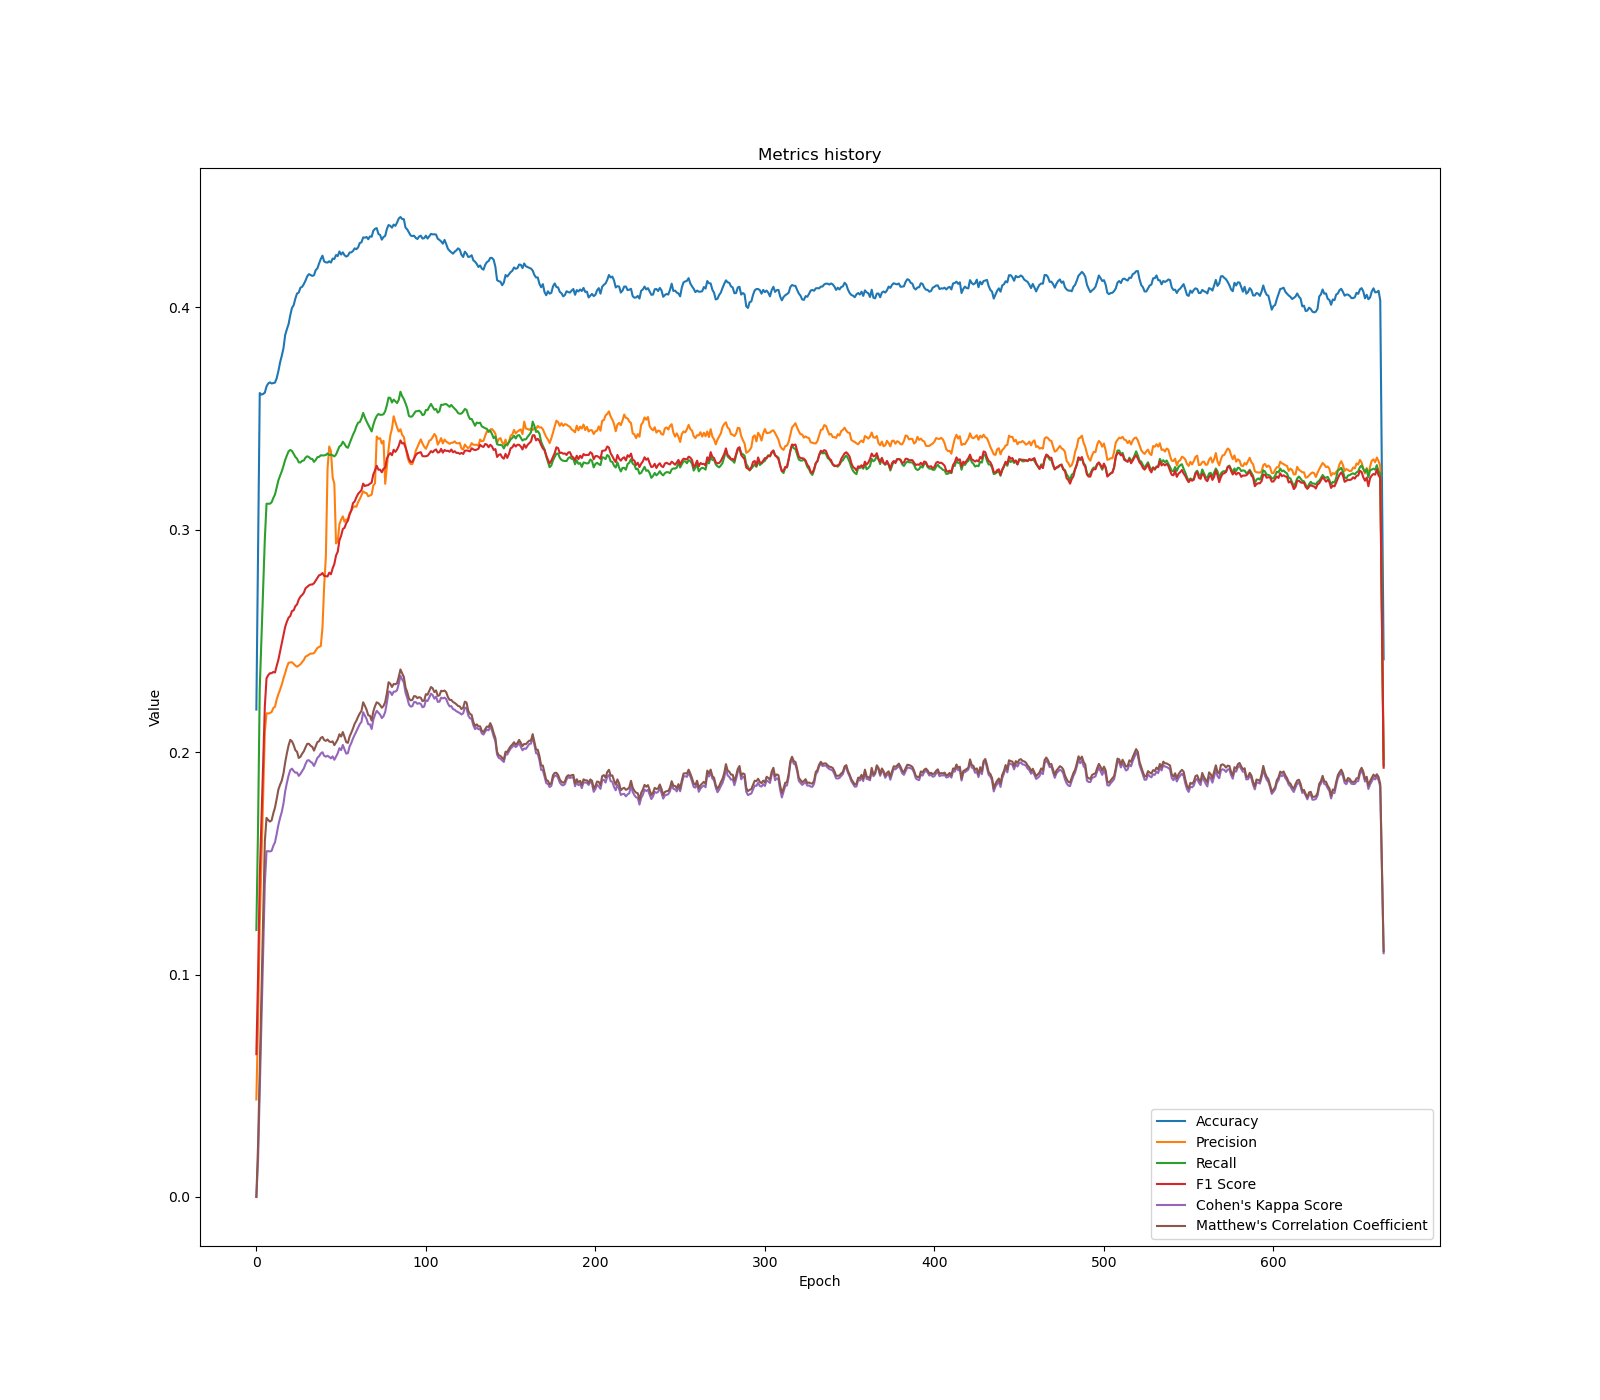 Metrics history
Value
0.4
0.3
0.2
0.1
0.0
0 100 200 300 400 500 600
Epoch
Accuracy
Precision
Recall
F1 Score
Cohen's Kappa Score
Matthew's Correlation Coefficient